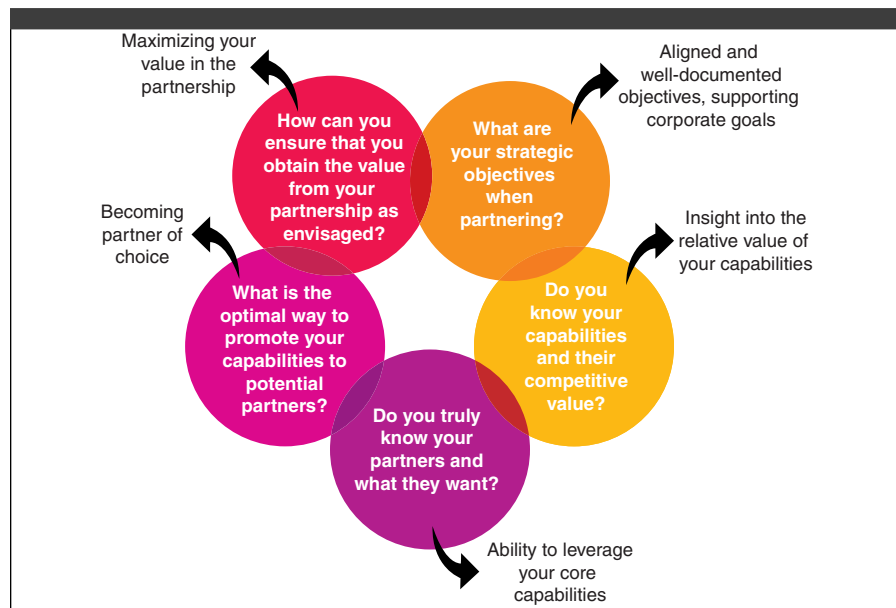 Maximizing your
value in the
partnership
How can you
ensure that you
obtain the value
from your
partnership as
envisaged?
What are
your strategic
objectives
when
partnering?
Aligned and
well-documented
objectives, supporting
corporate goals
Becoming
partner of
choice
What is the
optimal way to
promote your
capabilities to
potential
partners?
Do you
know your
capabilities
and their
competitive
value?
Insight into the
relative value of
your capabilities
Do you truly
know your
partners and
what they want?
Ability to leverage
your core
capabilities